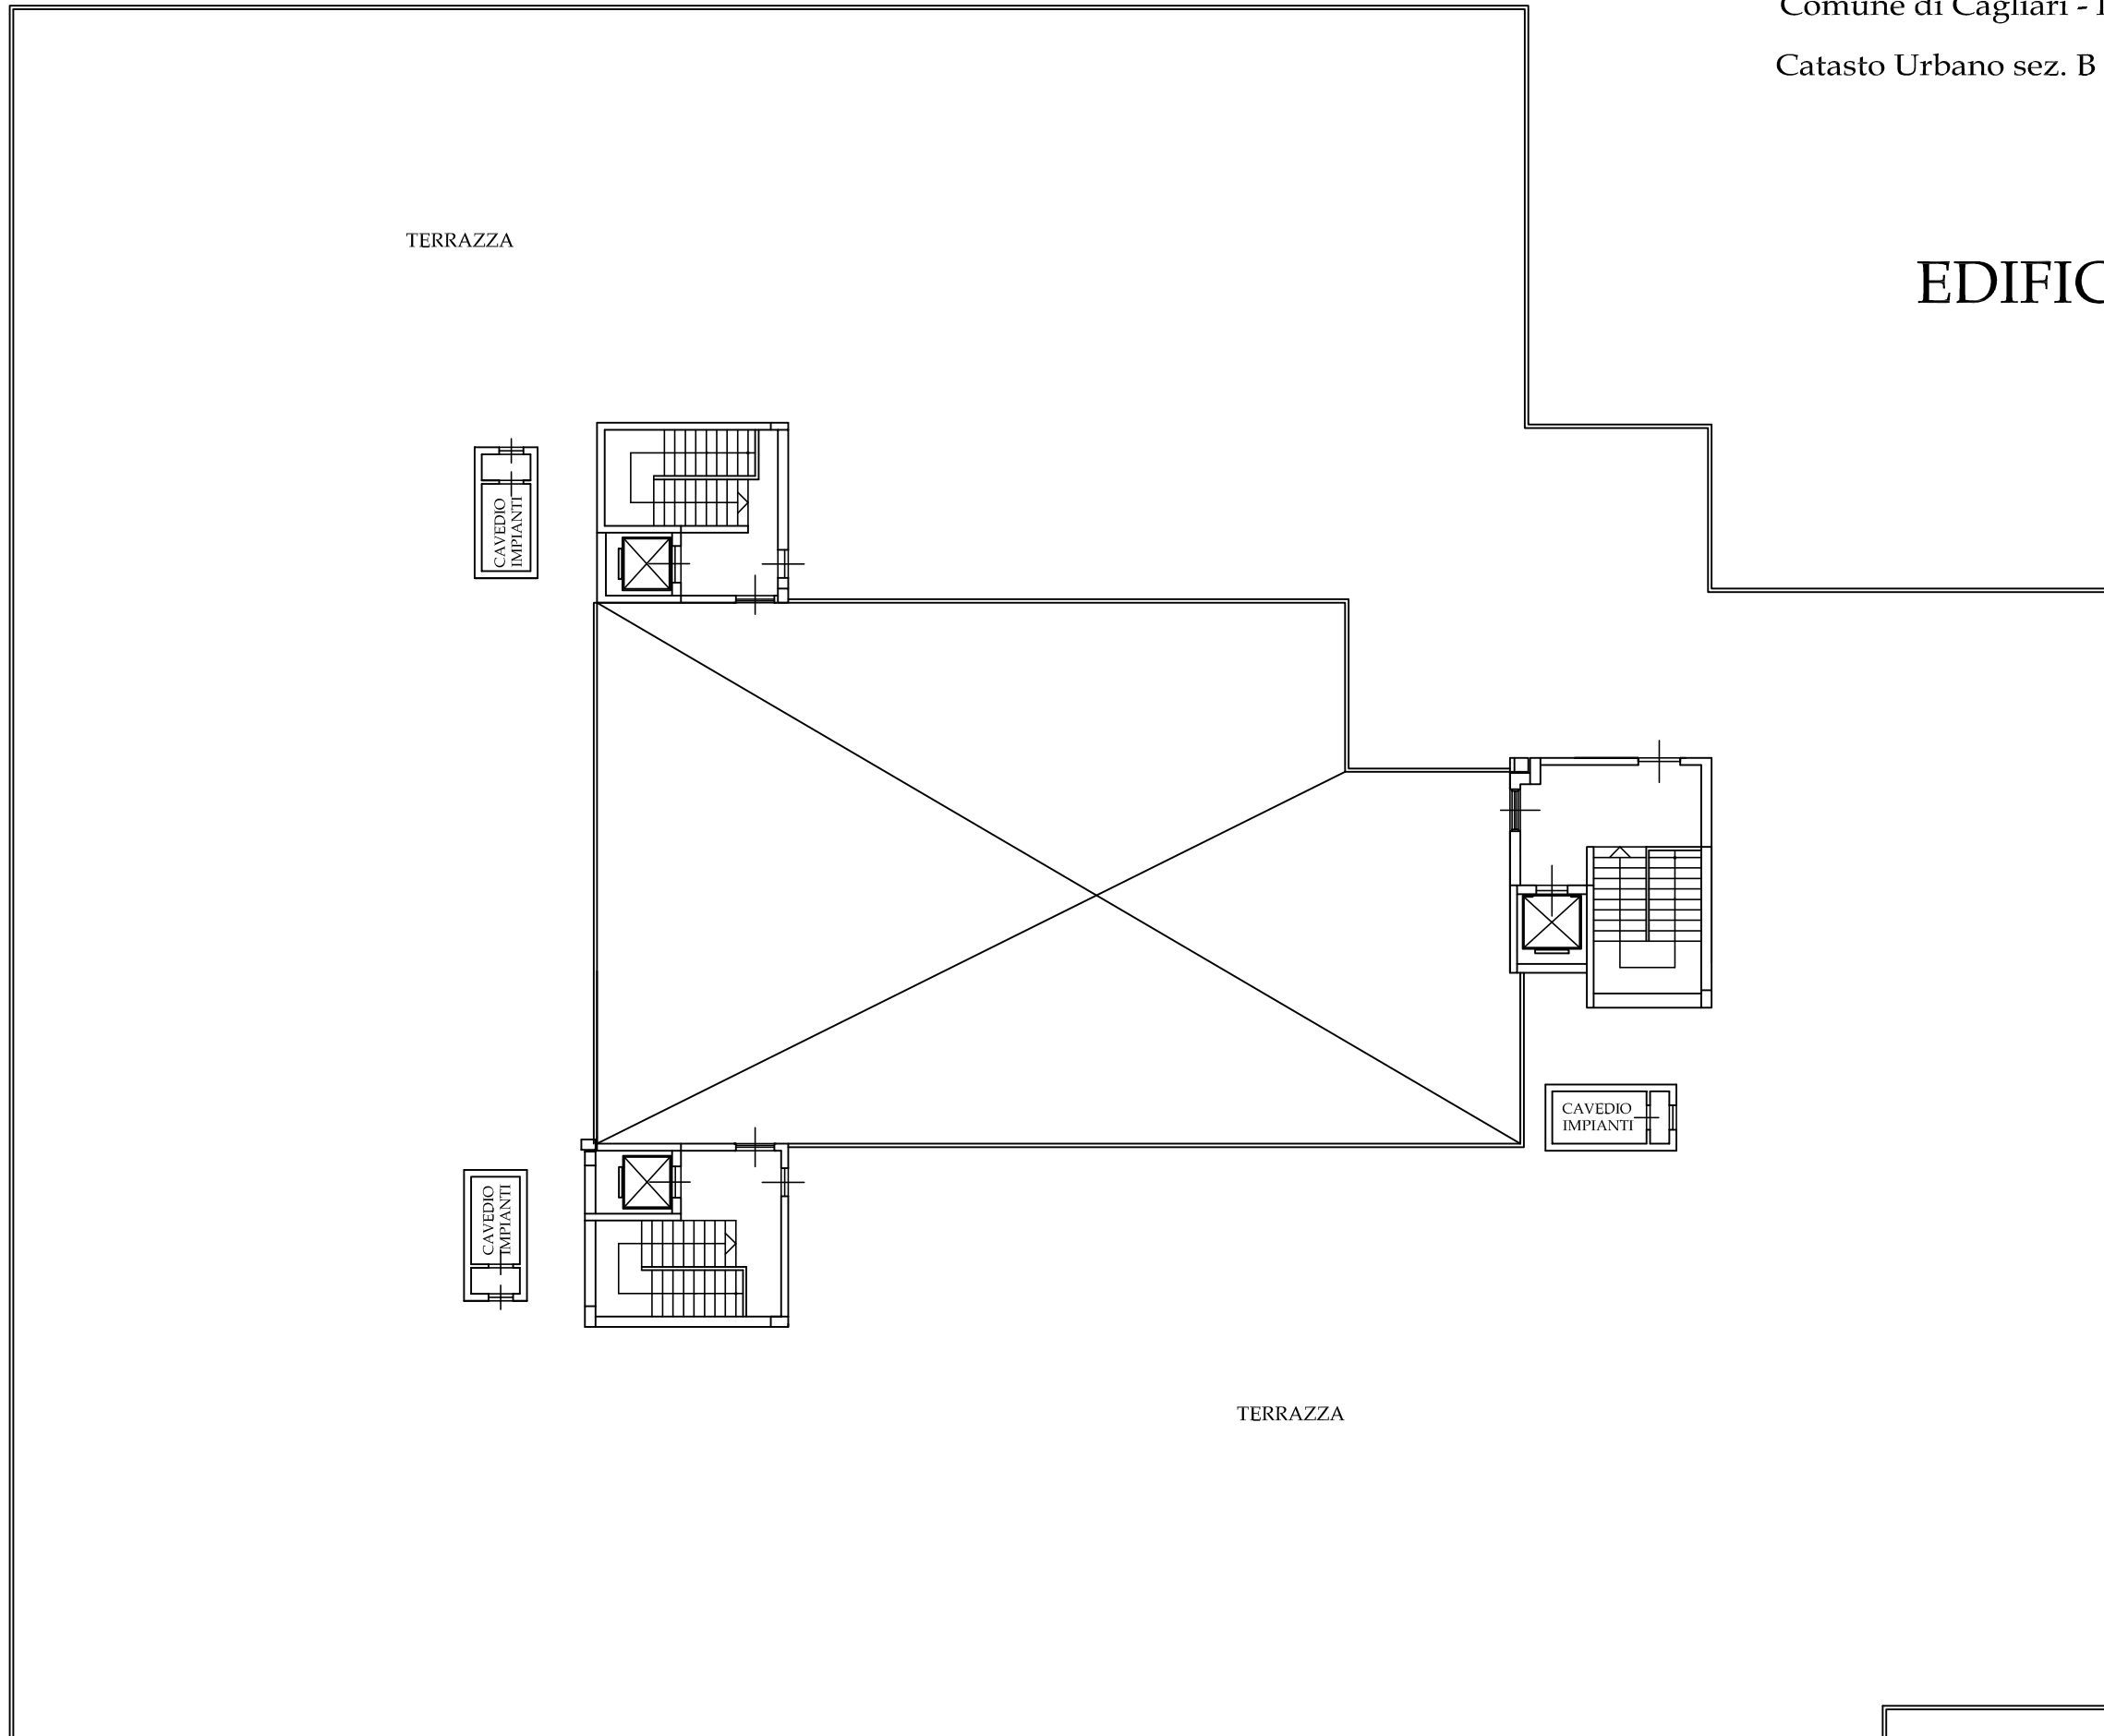 Comune di Cagliari -
Catasto Urbano sez. B
TERRAZZA
EDIFIC
CAVEDIO
IMPIANTI
CAVEDIO
IMPIANTI
CAVEDIO
IMPIANTI
TERRAZZA